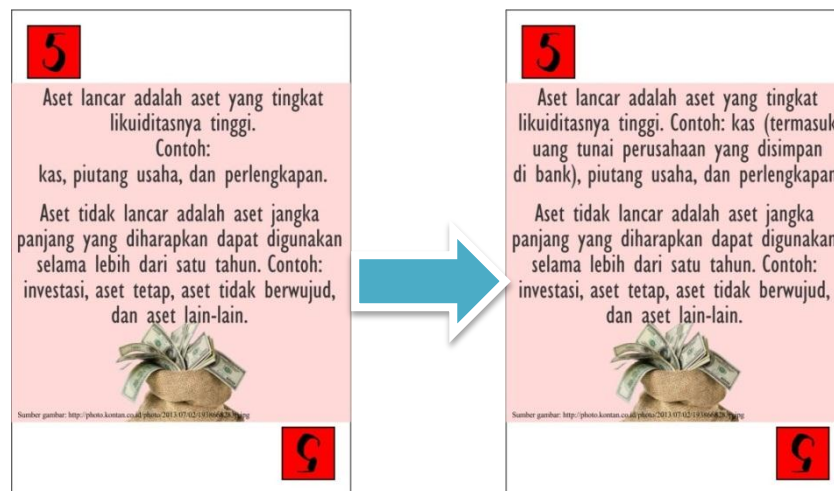 5
Aset lancar adalah aset yang tingkat
likuiditasnya tinggi.
Contoh:
kas, piutang usaha, dan perlengkapan.
Aset tidak lancar adalah aset jangka
panjang yang diharapkan dapat digunakan
selama lebih dari satu tahun. Contoh:
investasi, aset tetap, aset tidak berwujud,
dan aset lain-lain.
Sumber gambar:
5
5
Aset lancar adalah aset yang tingkat
likuiditasnya tinggi. Contoh: kas (termasuk
uang tunai perusahaan yang disimpan
di bank), piutang usaha, dan perlengkapan
Aset tidak lancar adalah aset jangka
panjang yang diharapkan dapat digunakan
selama lebih dari satu tahun. Contoh:
investasi, aset tetap, aset tidak berwujud,
dan aset lain-lain.
Sumber gambar:
5